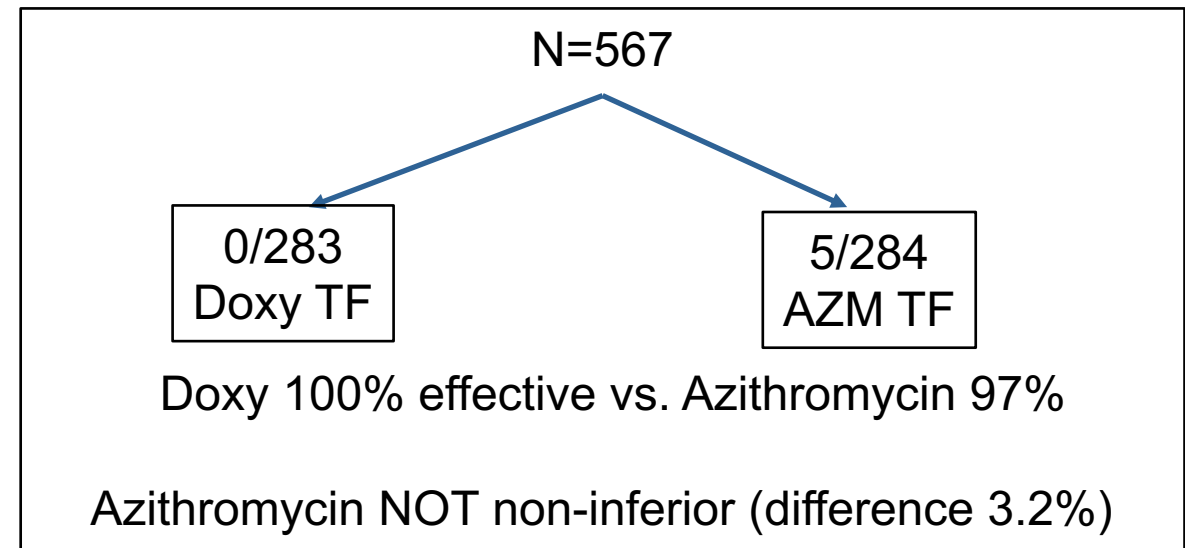 N=567
0/283
Doxy TF
5/284
AZM TF
Doxy 100% effective vs. Azithromycin 97%
Azithromycin NOT non-inferior (difference 3.2%)